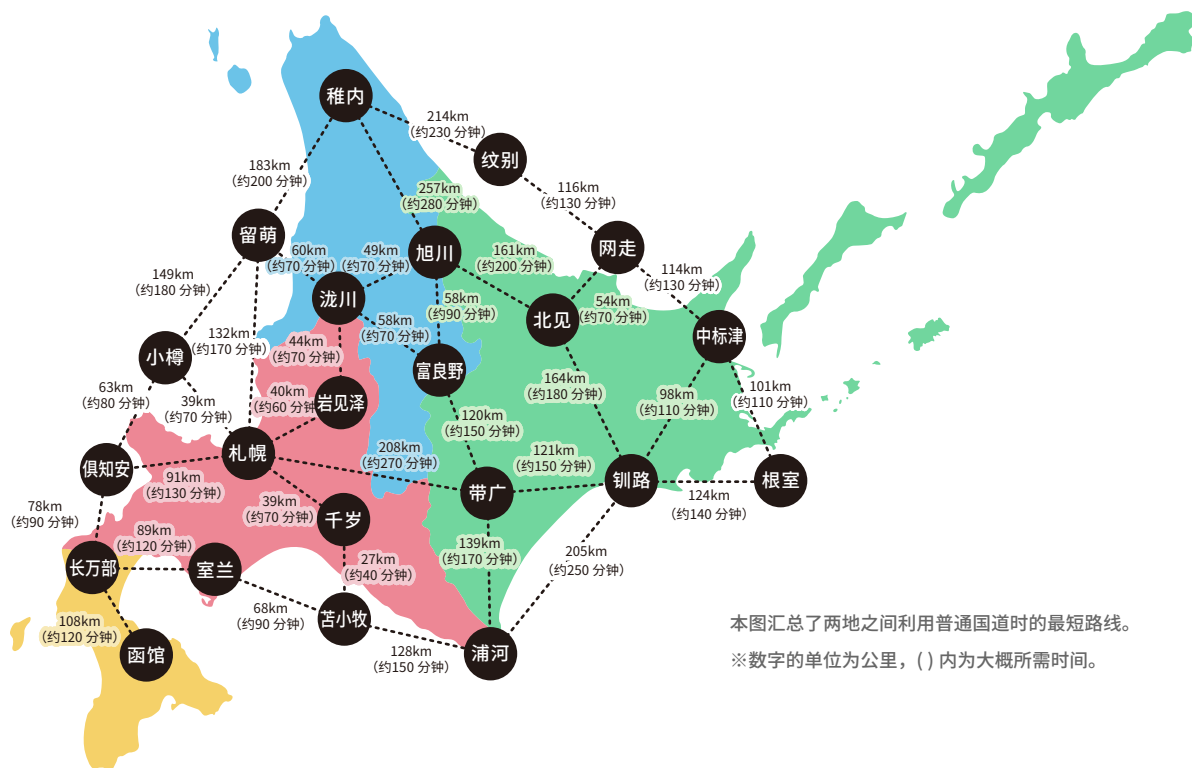 稚内
214km
(约230 分钟)
纹别
183km
(约200 分钟)
257km
(约280 分钟)
116km
(约130 分钟)
留萌
60km
(约70 分钟)
49km
(约70 分钟)
旭川
161km
(约200 分钟)
网走
149km
(约180 分钟)
泷川
58km
(约90 分钟)
114km
(约130 分钟)
北见
54km
(约70 分钟)
132km
(约170 分钟)
44km
(约70 分钟)
58km
(约70 分钟)
中标津
小樽
富良野
63km
(约80 分钟)
39km
(约70 分钟)
40km
(约60 分钟)
岩见泽
164km
(约180 分钟)
98km
(约110 分钟)
101km
(约110 分钟)
120km
(约150 分钟)
札幌
208km
(约270 分钟)
121km
(约150 分钟)
俱知安
91km
(约130 分钟)
带广
钏路
根室
124km
(约140 分钟)
78km
(约90 分钟)
39km
(约70 分钟)
千岁
89km
(约120 分钟)
139km
(约170 分钟)
205km
(约250 分钟)
长万部
室兰
27km
(约40 分钟)
68km
(约90 分钟)
苫小牧
108km
(约120 分钟)
函馆
128km
(约150 分钟)
浦河
本图汇总了两地之间利用普通国道时的最短路线。
※数字的单位为公里，( ) 内为大概所需时间。